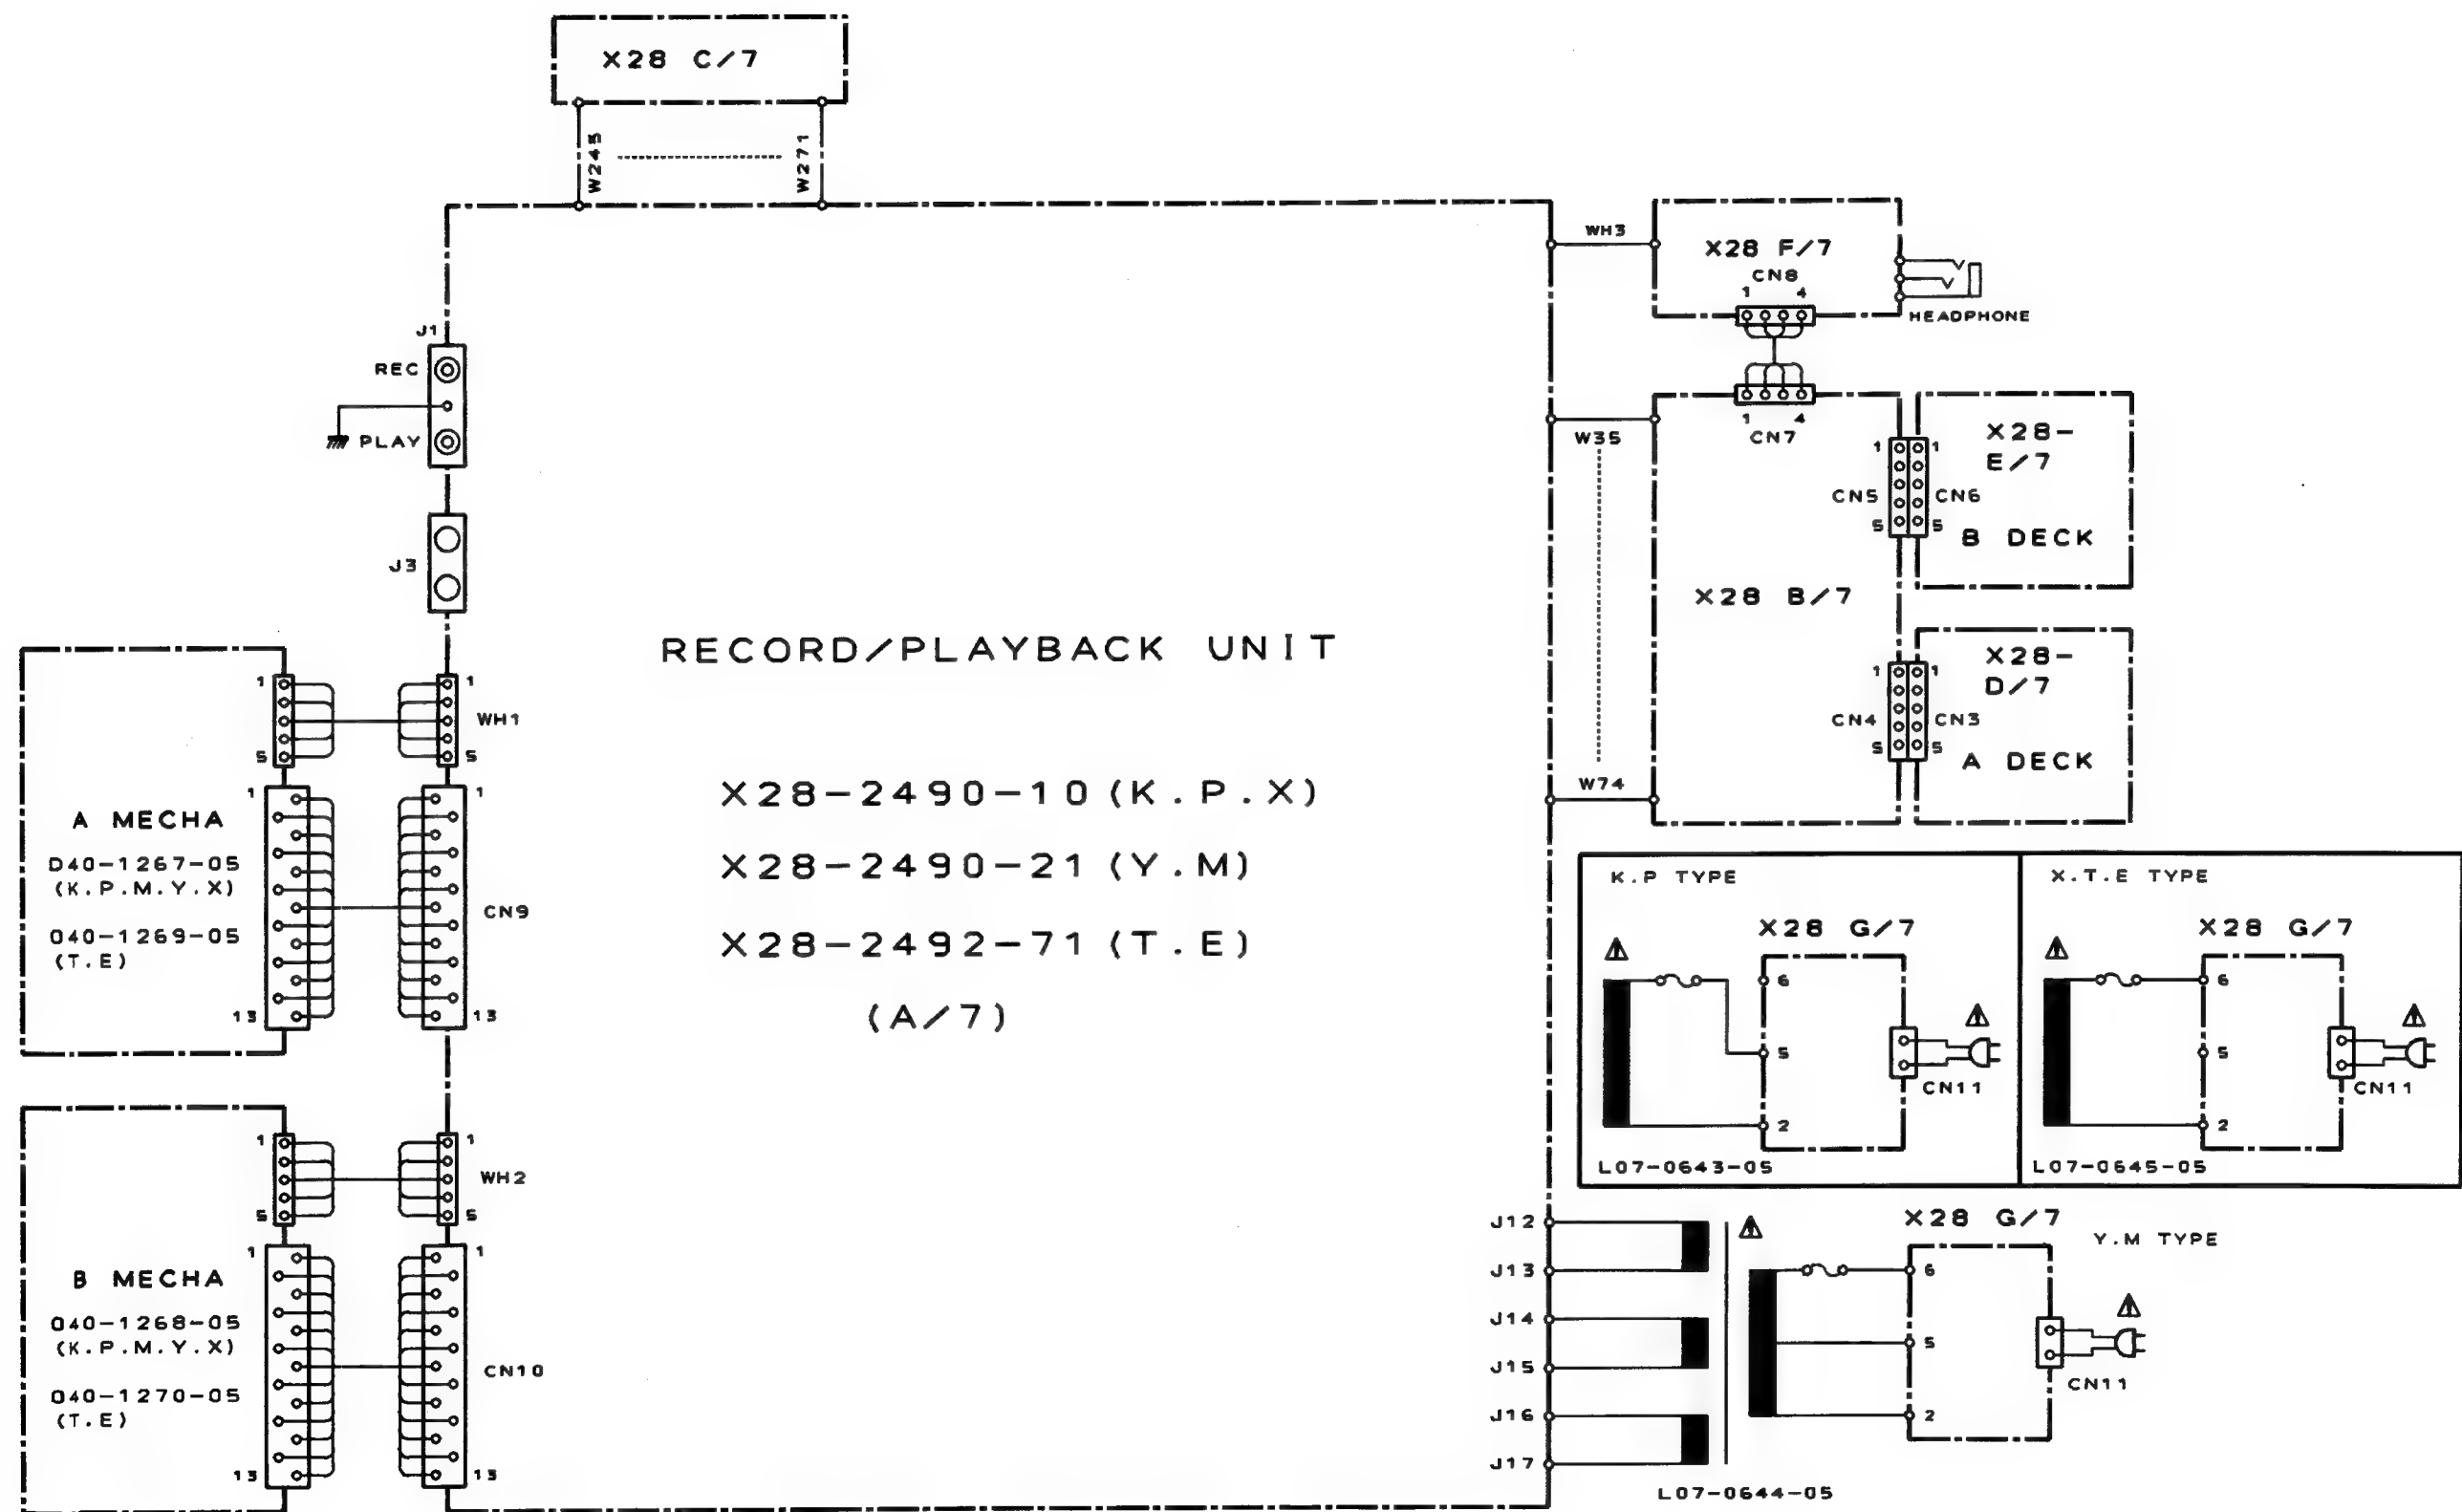 X28 C/7
W245
W271
WH3
X28 F/7
CN8
1 4
HEADPHONE
J1
REC
PLAY
J3
1 4
CN7
W35
X28-
E/7
1 1
CN5 CN6
5 5
B DECK
X28 B/7
X28-
D/7
1 1
CN4 CN3
5 5
A DECK
W74
RECORD/PLAYBACK UNIT
X28-2490-10 (K.P.X)
X28-2490-21 (Y.M)
X28-2492-71 (T.E)
(A/7)
1 1
WH1
5 5
1 1
A MECHA
D40-1267-05
(K.P.M.Y.X)
CN9
040-1269-05
(T.E)
13 13
1 1
WH2
5 5
1 1
B MECHA
040-1268-05
(K.P.M.Y.X)
CN10
040-1270-05
(T.E)
13 13
K.P TYPE
X28 G/7
6
5
2
CN11
L07-0643-05
X.T.E TYPE
X28 G/7
6
5
2
CN11
L07-0645-05
J12
J13
J14
J15
J16
J17
X28 G/7
Y.M TYPE
6
5
2
CN11
L07-0644-05